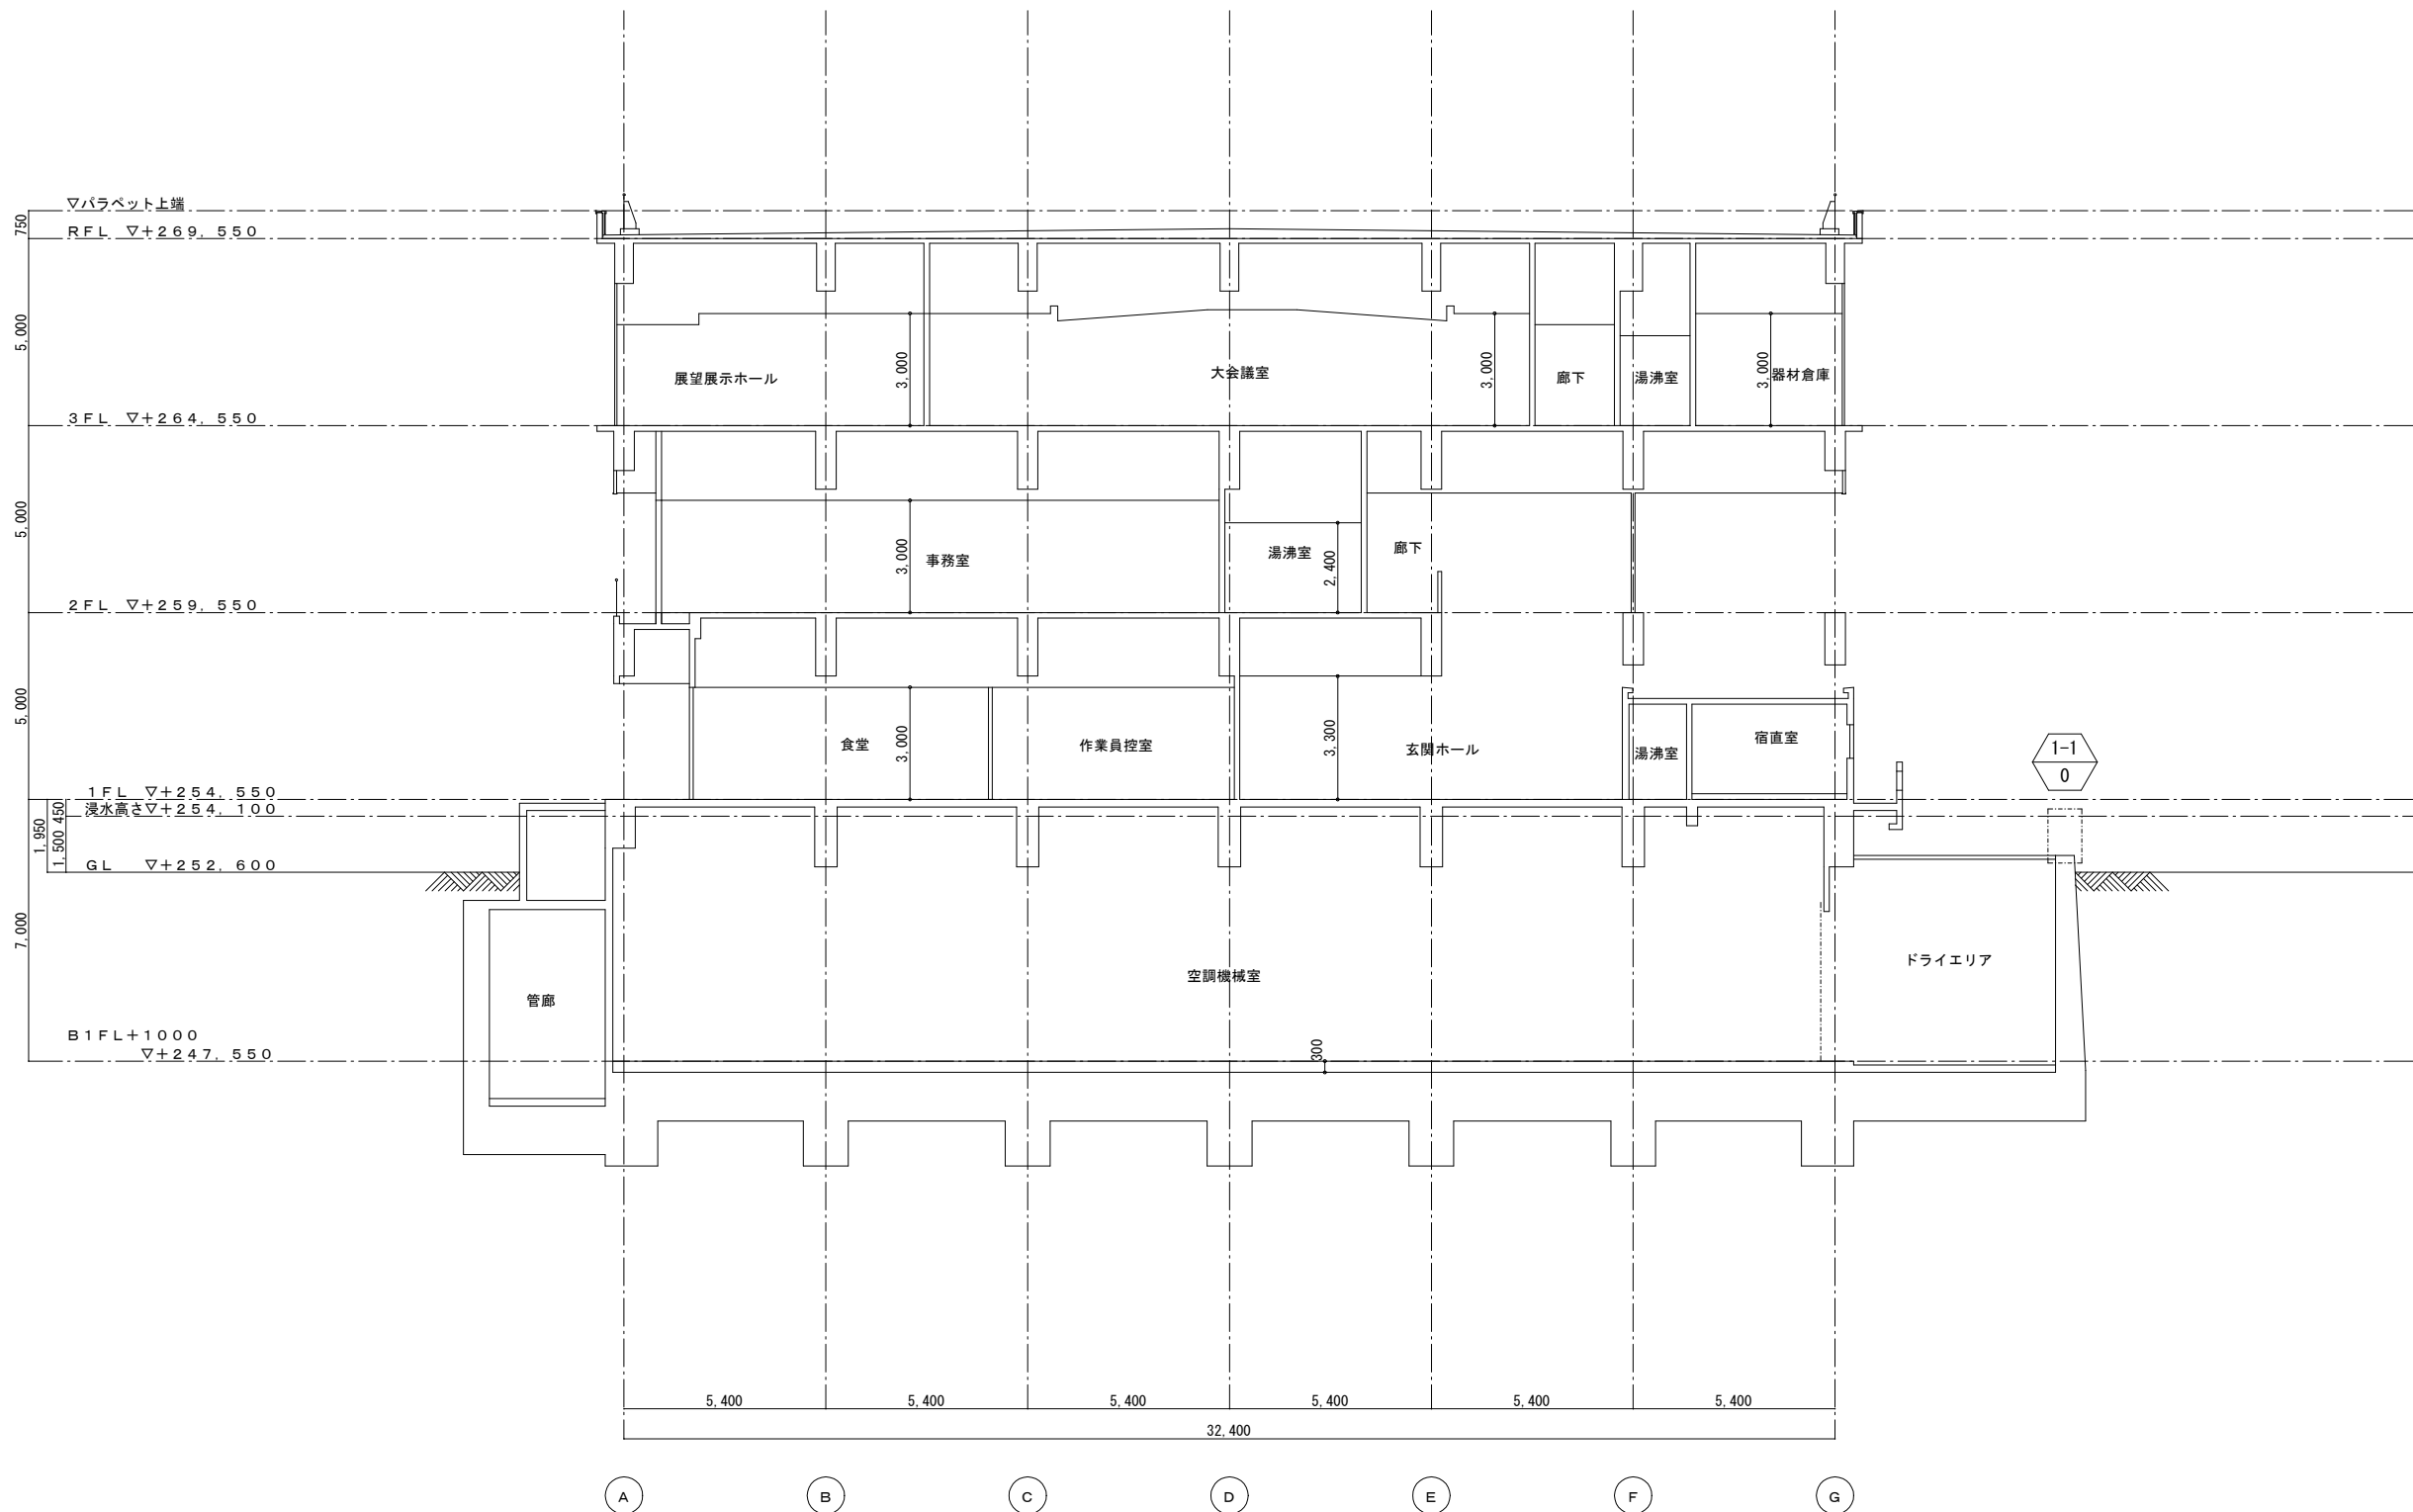 ▽パラペット上端
750
RFL ▽+269,550
5,000
3,000
展望展示ホール
大会議室
3,000
廊下
湯沸室
3,000
器材倉庫
3FL ▽+264,550
5,000
3,000
事務室
湯沸室
2,400
廊下
2FL ▽+259,550
5,000
食堂
3,000
作業員控室
3,300
玄関ホール
湯沸室
宿直室
1-1
0
1FL ▽+254,550
浸水高さ▽+254,100
1,950
1,500
450
GL ▽+252,600
7,000
管廊
空調機械室
ドライエリア
B1FL+1000
▽+247,550
300
5,400
5,400
5,400
5,400
5,400
5,400
32,400
A
B
C
D
E
F
G